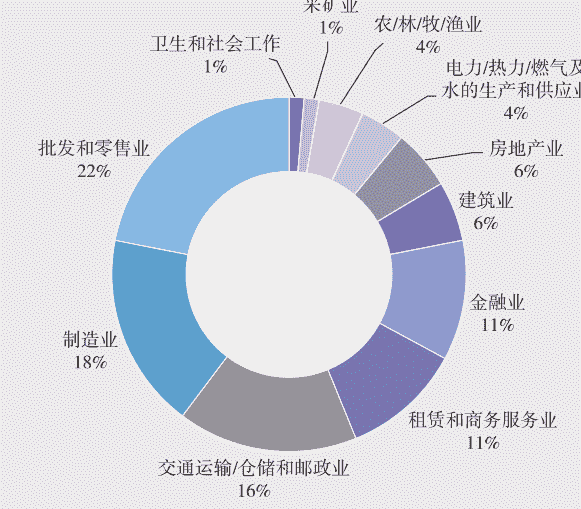 采矿业
1%
农/林/牧/渔业
4%
卫生和社会工作
1%
电力/热力/燃气及
水的生产和供应业
4%
批发和零售业
22%
房地产业
6%
建筑业
6%
金融业
11%
制造业
18%
租赁和商务服务业
11%
交通运输/仓储和邮政业
16%